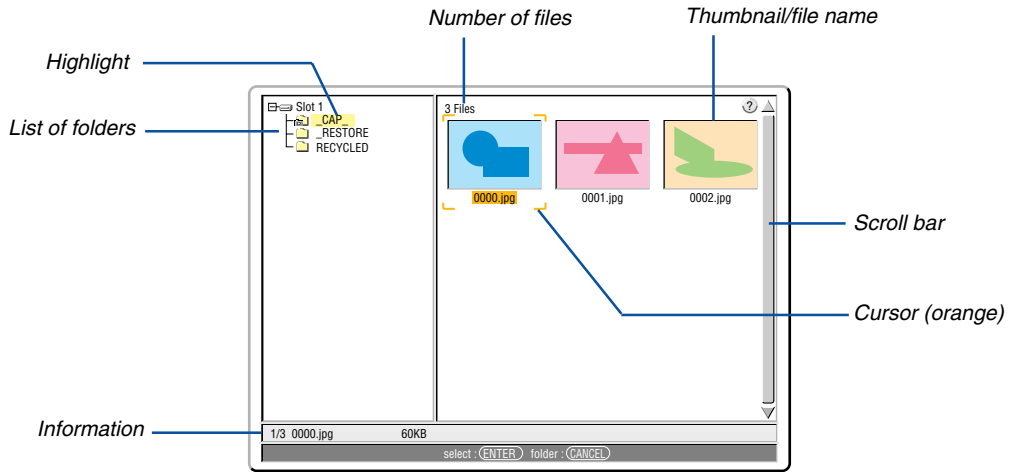 Number of files
Thumbnail/file name
Highlight
List of folders
Slot 1
_CAP_
_RESTORE
RECYCLED
3 Files
?
0000.jpg
0001.jpg
0002.jpg
Scroll bar
Cursor (orange)
Information
1/3 0000.jpg 60KB
select : ENTER folder : CANCEL